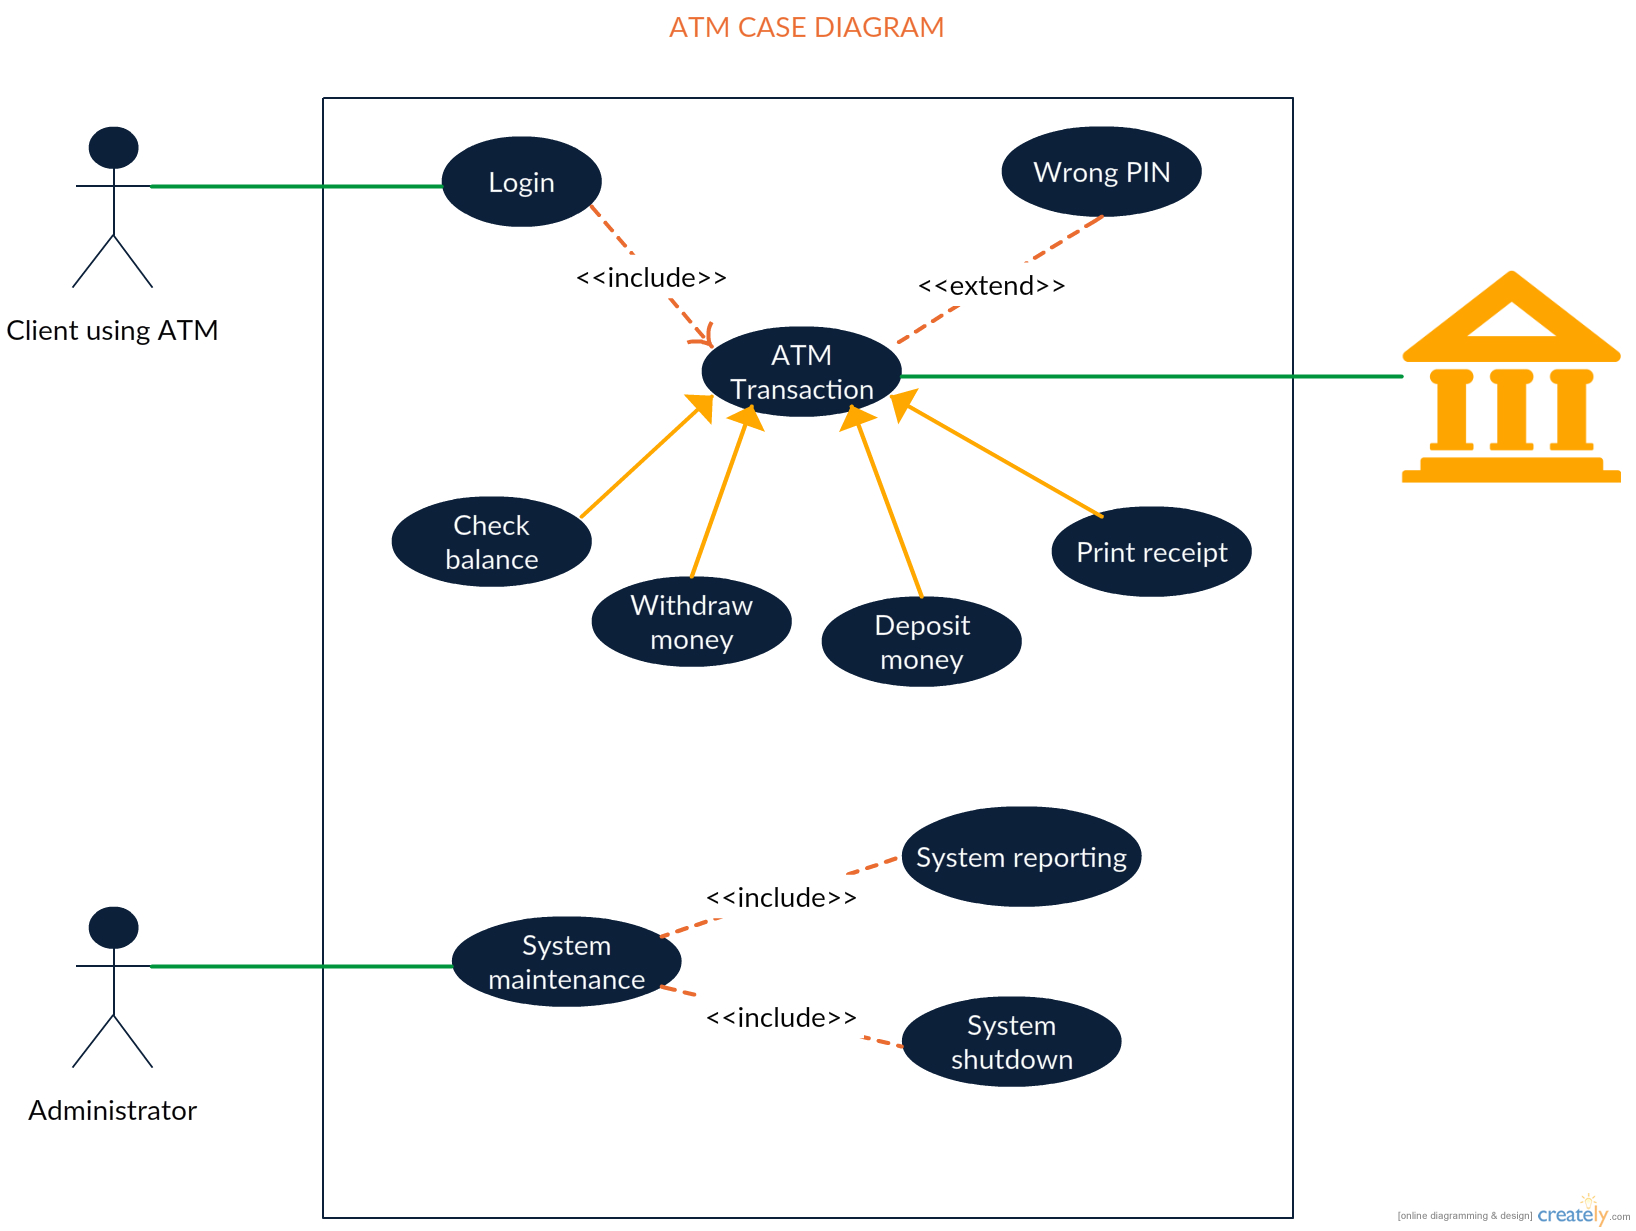 ATM CASE DIAGRAM
Login
Wrong PIN
<<include>>
<<extend>>
Client using ATM
ATM
Transaction
Check
balance
Print receipt
Withdraw
money
Deposit
money
System reporting
<<include>>
System
maintenance
<<include>>
System
shutdown
Administrator
[online diagramming & design] creately.com